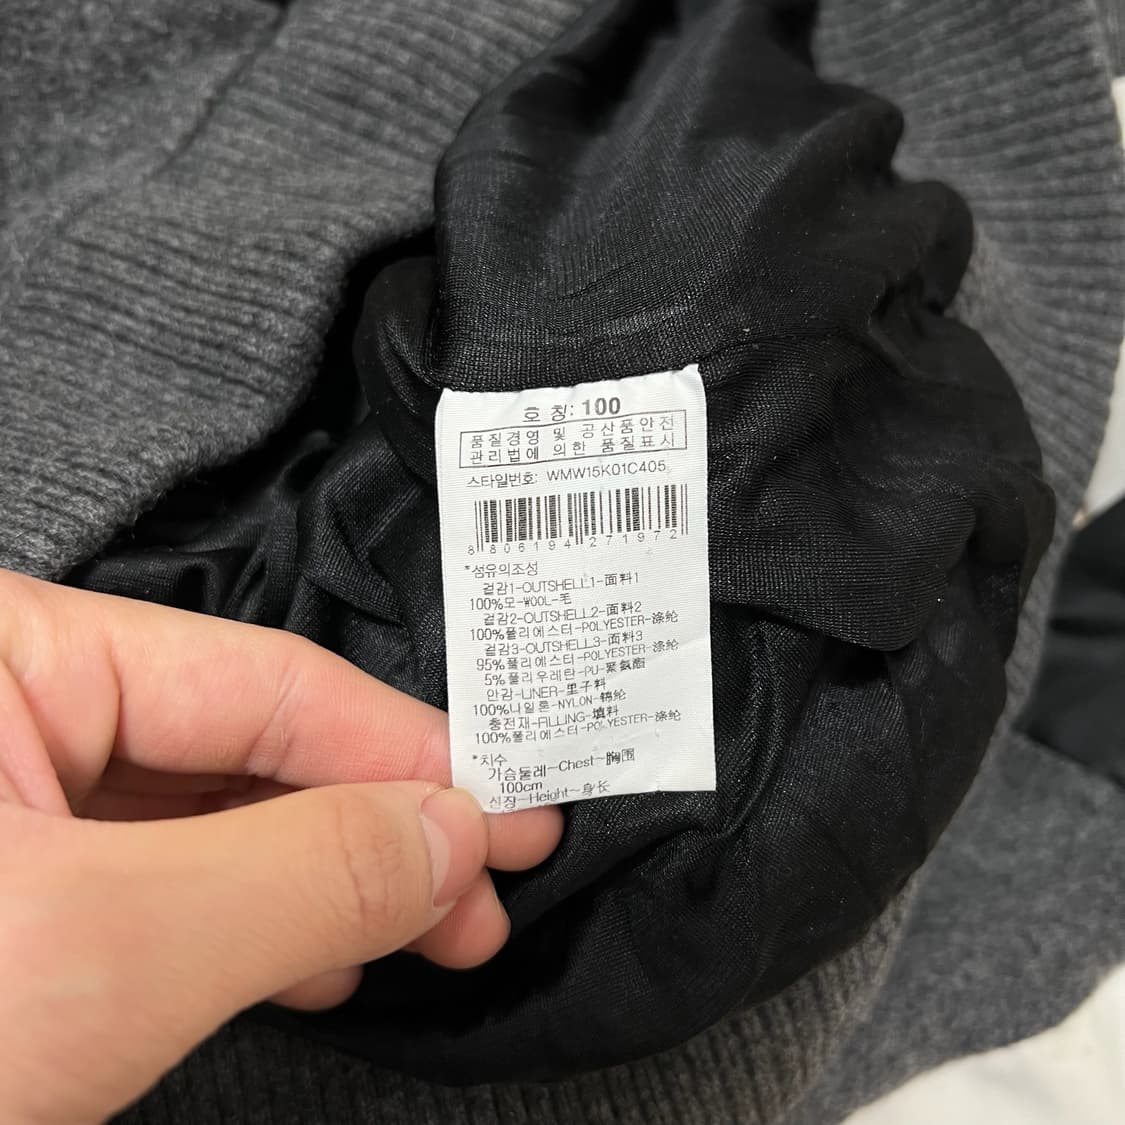 호 칭: 100
품질경영 및 공산품안전
관리법에 의한 품질표시
스타일번호: WMW15K01C405
8 806194 271972
*섬유의조성
겉감1-OUTSHELL1-面料1
100%모-WOOL-毛
겉감2-OUTSHELL2-面料2
100%폴리에스터-POLYESTER-涤纶
겉감3-OUTSHELL3-面料3
95%폴리에스터-POLYESTER-涤纶
5%폴리우레탄-PU-聚氨酯
안감-LINER-里子料
100%나일론-NYLON-锦纶
충전재-FILLING-填料
100%폴리에스터-POLYESTER-涤纶
*치수
가슴둘레~Chest~胸围
100cm
신장~Height~身长